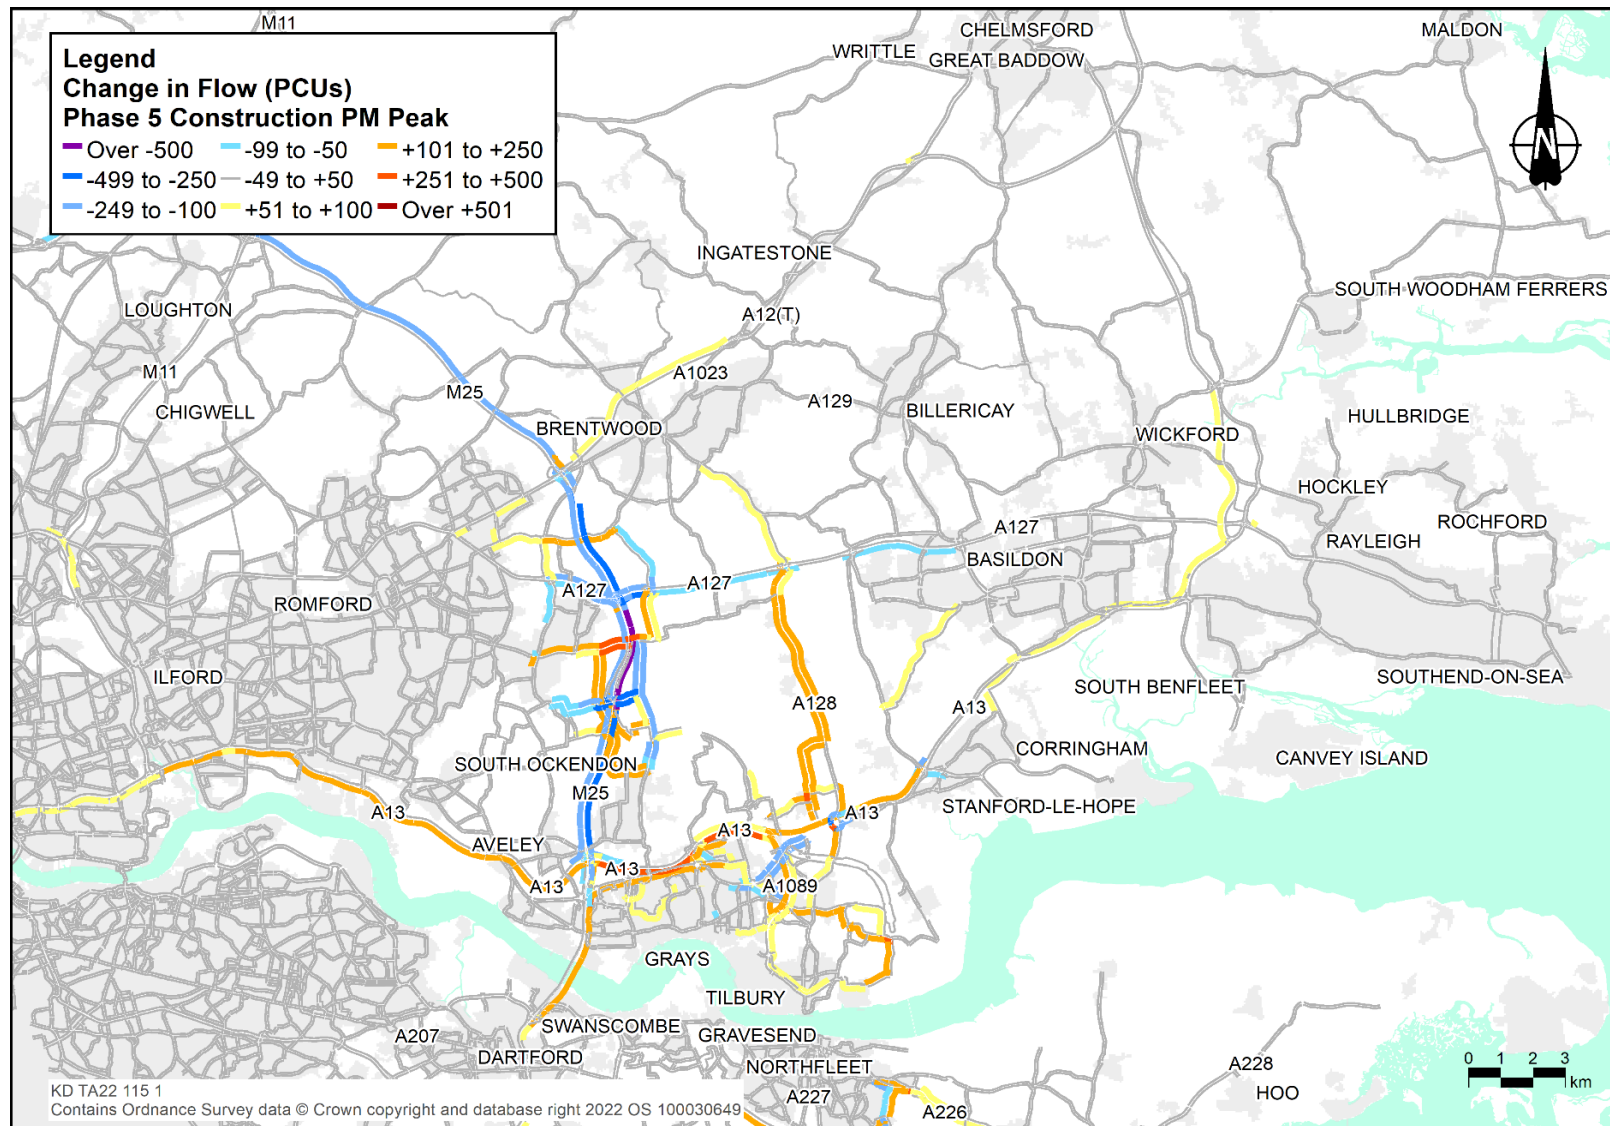 M11
CHELMSFORD
MALDON
WRITTLE
GREAT BADDOW
Legend
Change in Flow (PCUs)
Phase 5 Construction PM Peak
Over -500 -99 to -50 +101 to +250
-499 to -250 -49 to +50 +251 to +500
-249 to -100 +51 to +100 Over +501
N
INGATESTONE
SOUTH WOODHAM FERRERS
LOUGHTON
A12(T)
M11
A1023
M25
A129
CHIGWELL
BILLERICAY
HULLBRIDGE
BRENTWOOD
WICKFORD
HOCKLEY
ROCHFORD
A127
RAYLEIGH
BASILDON
A127
A127
ROMFORD
ILFORD
SOUTHEND-ON-SEA
SOUTH BENFLEET
A128
A13
CORRINGHAM
CANVEY ISLAND
SOUTH OCKENDON
M25
STANFORD-LE-HOPE
A13
A13
A13
AVELEY
A13
A13
A1089
GRAYS
TILBURY
SWANSCOMBE
A207
GRAVESEND
DARTFORD
NORTHFLEET
A228
HOO
A227
A226
0 1 2 3
km
KD TA22 115 1
Contains Ordnance Survey data © Crown copyright and database right 2022 OS 100030649